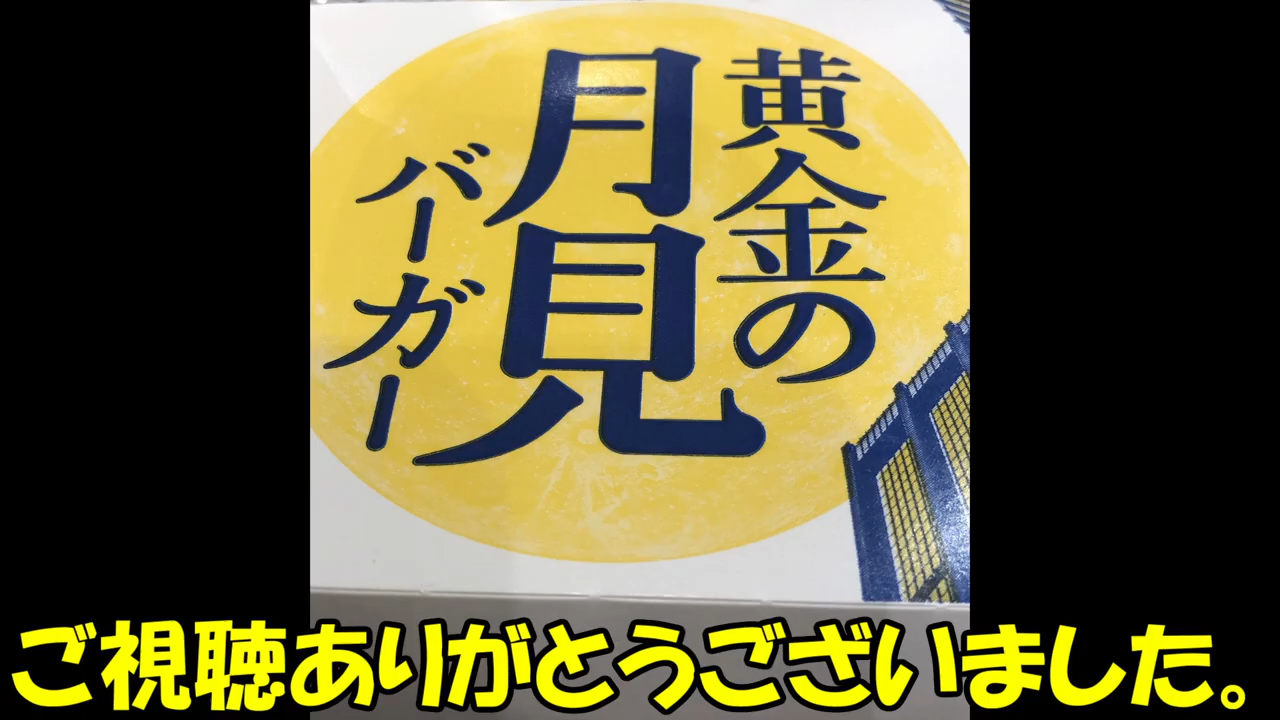 黄金の
月見
バーガー
ご視聴ありがとうございました。